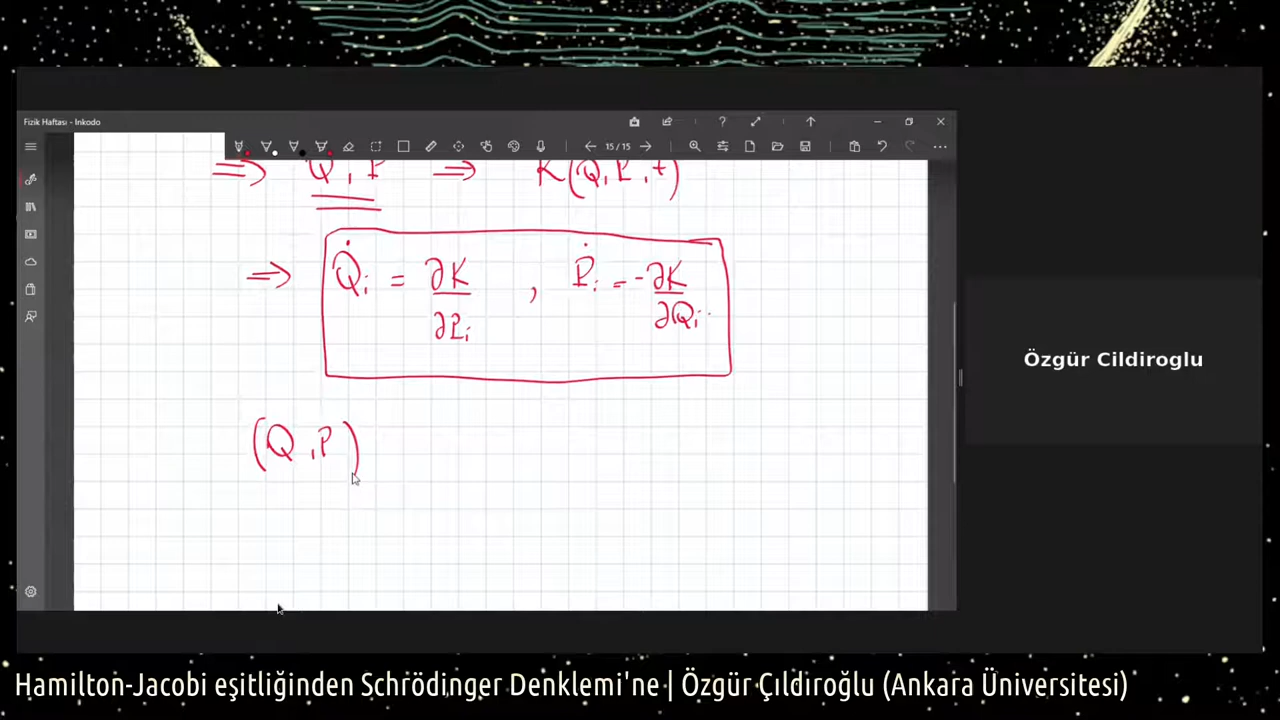 Fizik Haftası - Inkodo
15/15
⇒ Q, P ⇒ K(Q, P, t)
⇒ Q̇i = ∂K/∂Pi , Ṗi = -∂K/∂Qi
(Q, P)
Özgür Cildiroglu
Hamilton-Jacobi eşitliğinden Schrödinger Denklemi'ne | Özgür Çıldıroğlu (Ankara Üniversitesi)